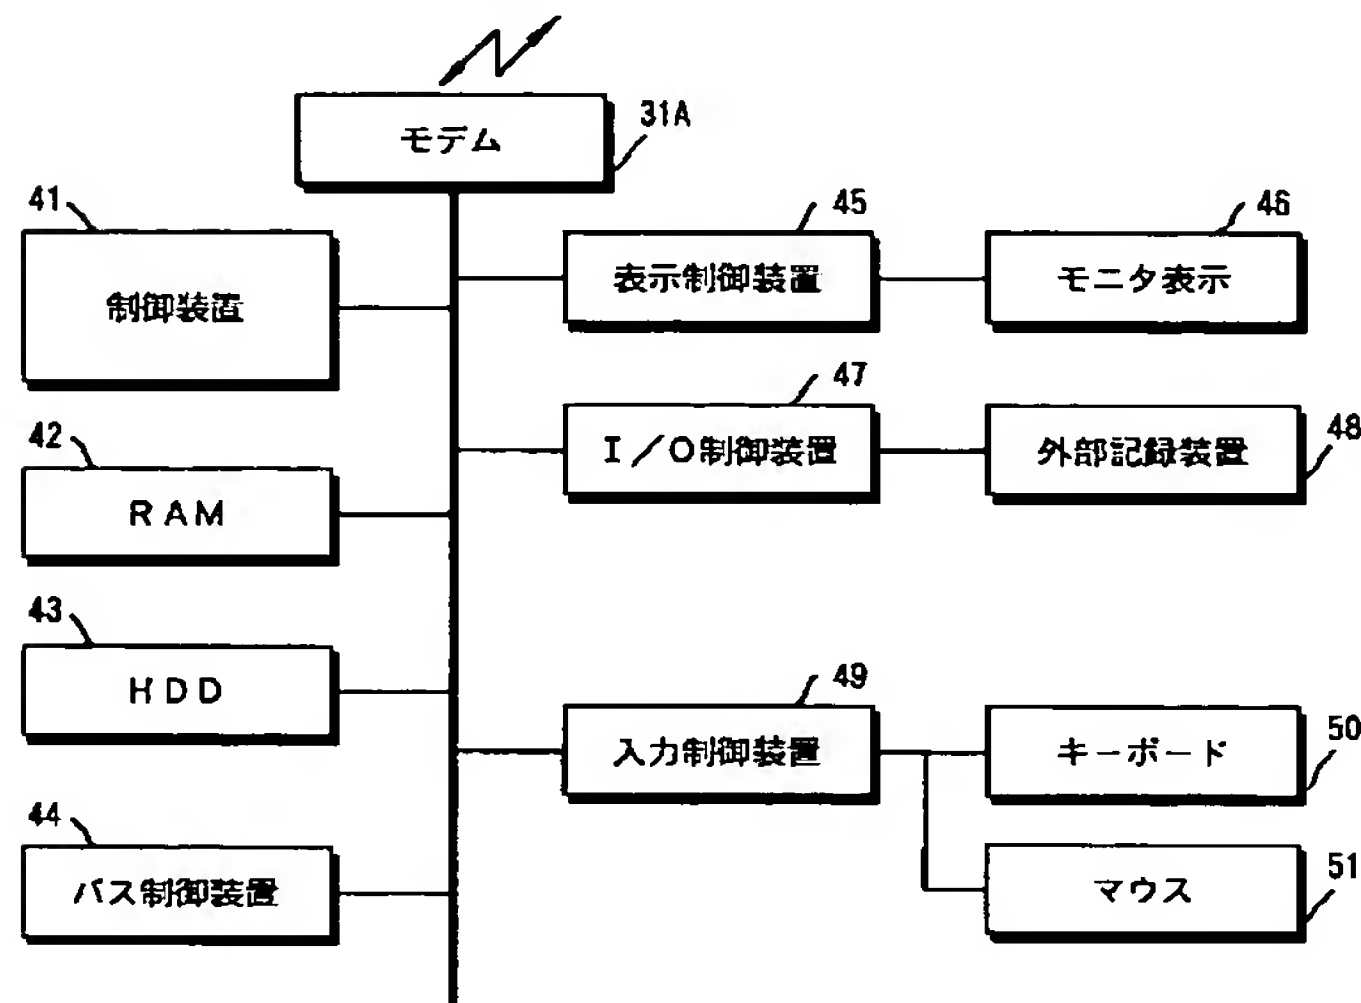 モデム
31A
41
制御装置
45
表示制御装置
46
モニタ表示
47
I/O制御装置
48
外部記録装置
42
RAM
43
HDD
49
入力制御装置
50
キーボード
44
バス制御装置
51
マウス